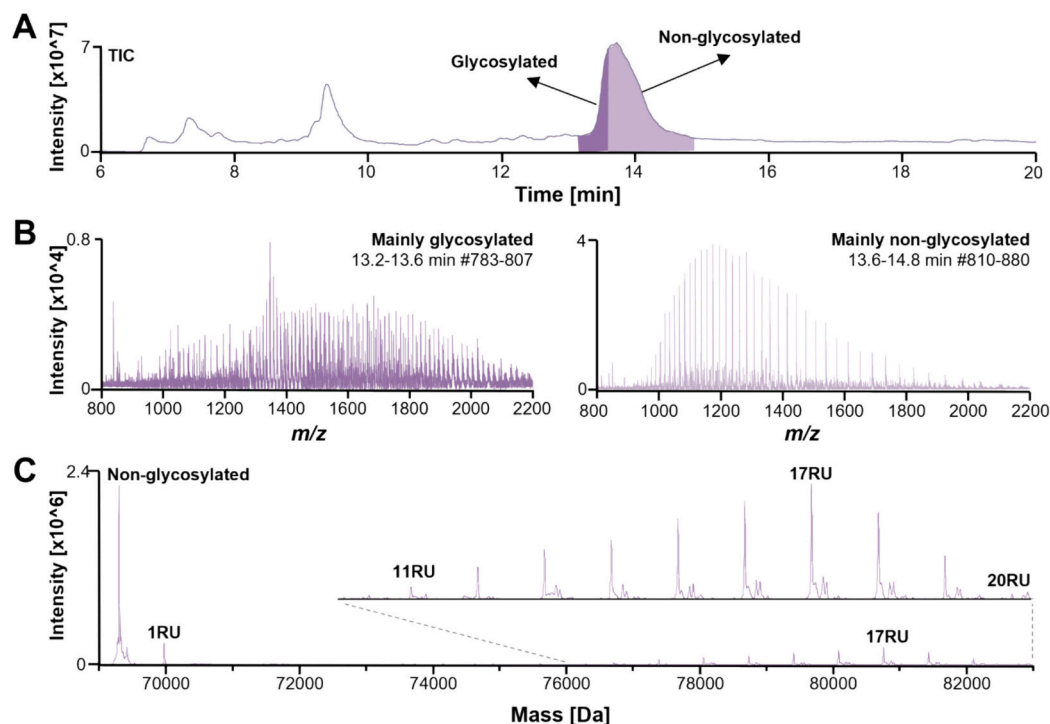 A
Intensity [x10^7]
7
0
TIC
Glycosylated
Non-glycosylated
6 8 10 12 14 16 18 20
Time [min]
B
Intensity [x10^4]
0.8
0
Mainly glycosylated
13.2-13.6 min #783-807
800 1000 1200 1400 1600 1800 2000 2200
m/z
4
0
Mainly non-glycosylated
13.6-14.8 min #810-880
800 1000 1200 1400 1600 1800 2000 2200
m/z
C
Intensity [x10^6]
2.4
0
Non-glycosylated
1RU
11RU
17RU
20RU
17RU
70000 72000 74000 76000 78000 80000 82000
Mass [Da]